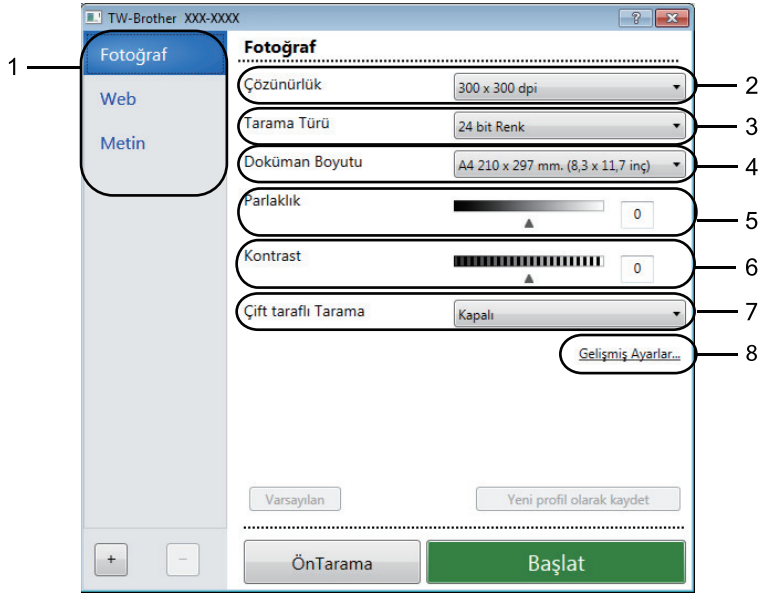 TW-Brother XXX-XXXX
?
1
Fotoğraf
Web
Metin
Fotoğraf
Çözünürlük 300 x 300 dpi 2
Tarama Türü 24 bit Renk 3
Doküman Boyutu A4 210 x 297 mm. (8,3 x 11,7 inç) 4
Parlaklık 0 5
Kontrast 0 6
Çift taraflı Tarama Kapalı 7
Gelişmiş Ayarlar... 8
Varsayılan Yeni profil olarak kaydet
+ − ÖnTarama Başlat